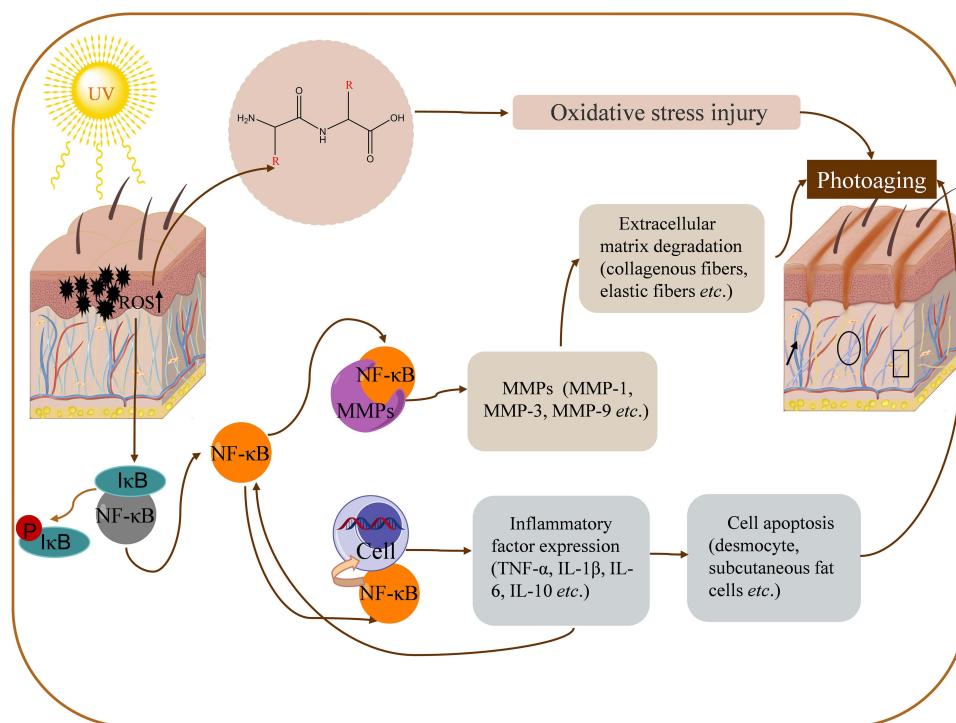 UV
H₂N
O
N
H
R
R
O
OH
Oxidative stress injury
Photoaging
Extracellular
matrix degradation
(collagenous fibers,
elastic fibers etc.)
ROS
NF-κB
MMPs
MMPs (MMP-1,
MMP-3, MMP-9 etc.)
NF-κB
IκB
NF-κB
P
IκB
Cell
NF-κB
Inflammatory
factor expression
(TNF-α, IL-1β, IL-
6, IL-10 etc.)
Cell apoptosis
(desmocyte,
subcutaneous fat
cells etc.)